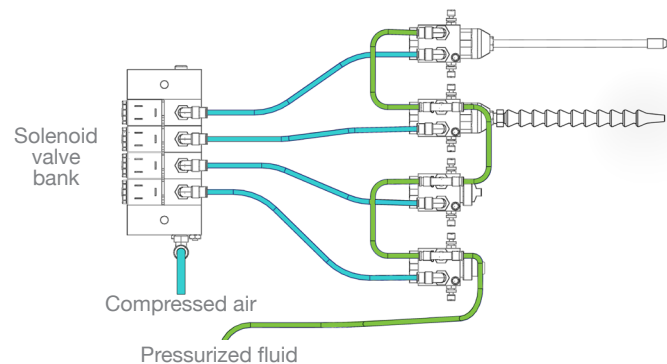 Solenoid
valve
bank
Compressed air
Pressurized fluid